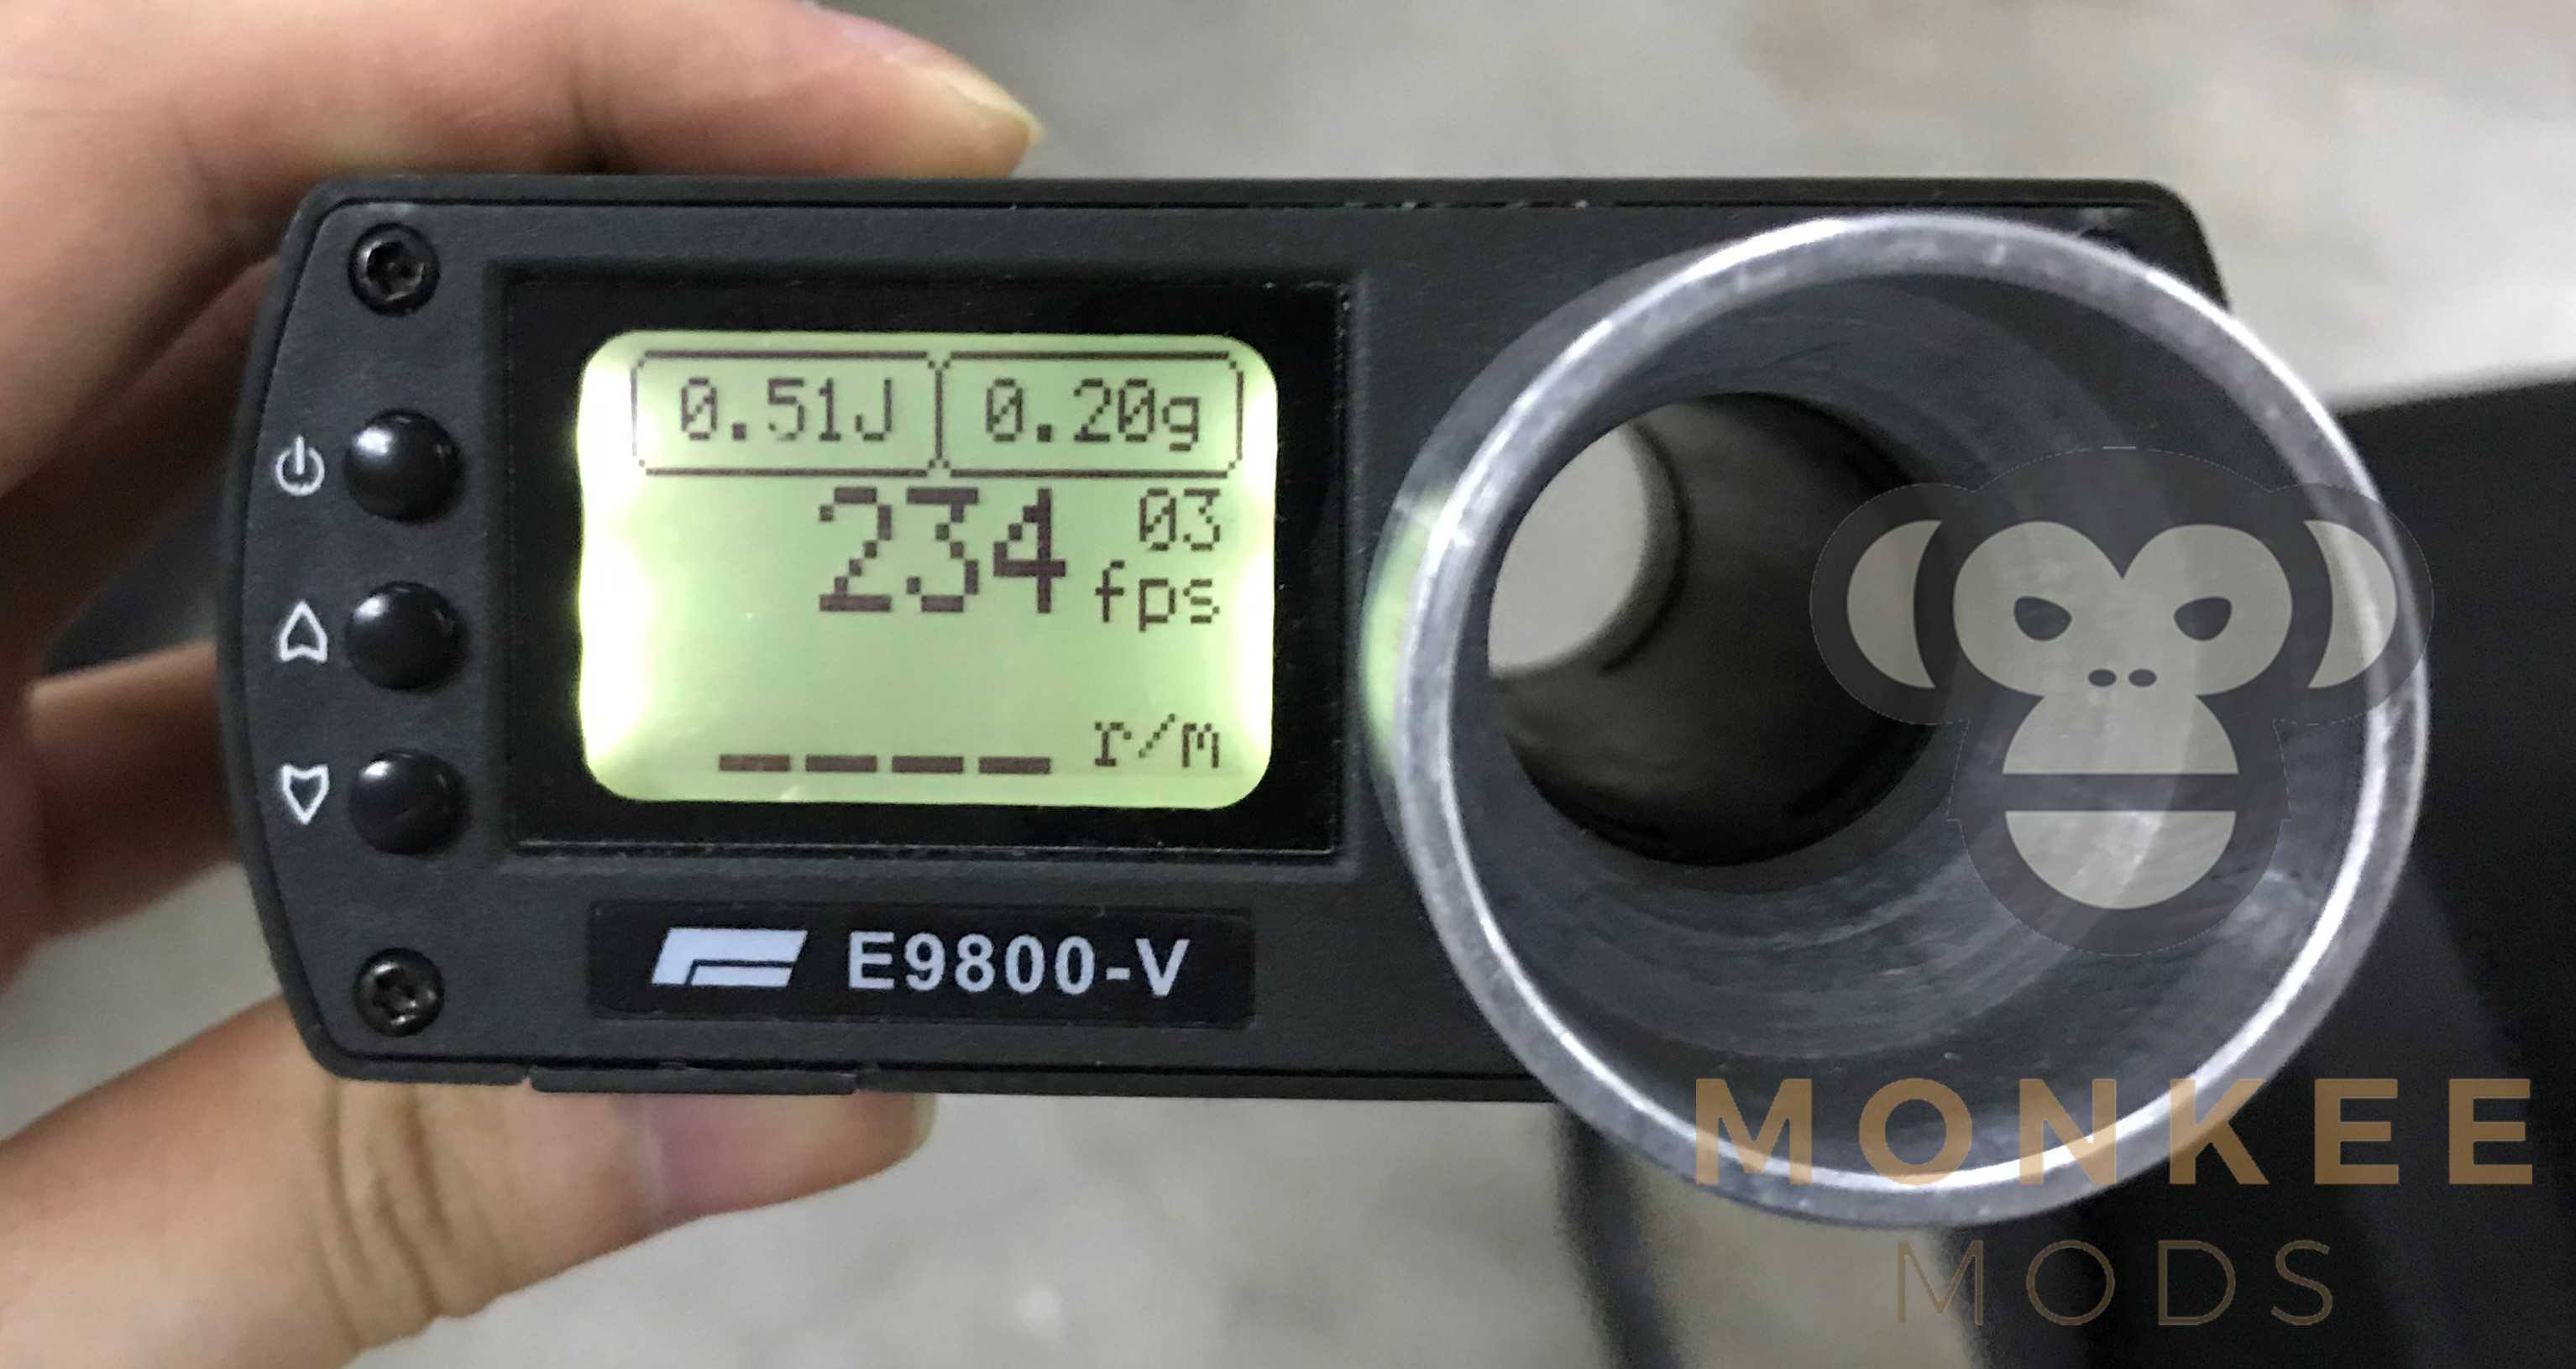 0.51J 0.20g
234 03
fps
---- r/m
E9800-V
MONKEE
MODS